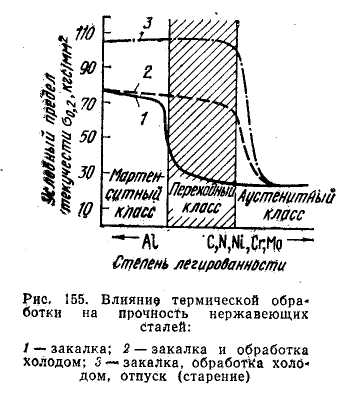 110
90
70
50
30
10
Условный предел
текучести σ0,2, кгс/мм²
3
2
1
Мартен-
ситный
класс
Переходный
класс
Аустенитный
класс
Al
C,N,Ni,Cr,Mo
Степень легированности
Рис. 155. Влияние термической обра-
ботки на прочность нержавеющих
сталей:
1 — закалка; 2 — закалка и обработка
холодом; 3 — закалка, обработка холо-
дом, отпуск (старение)